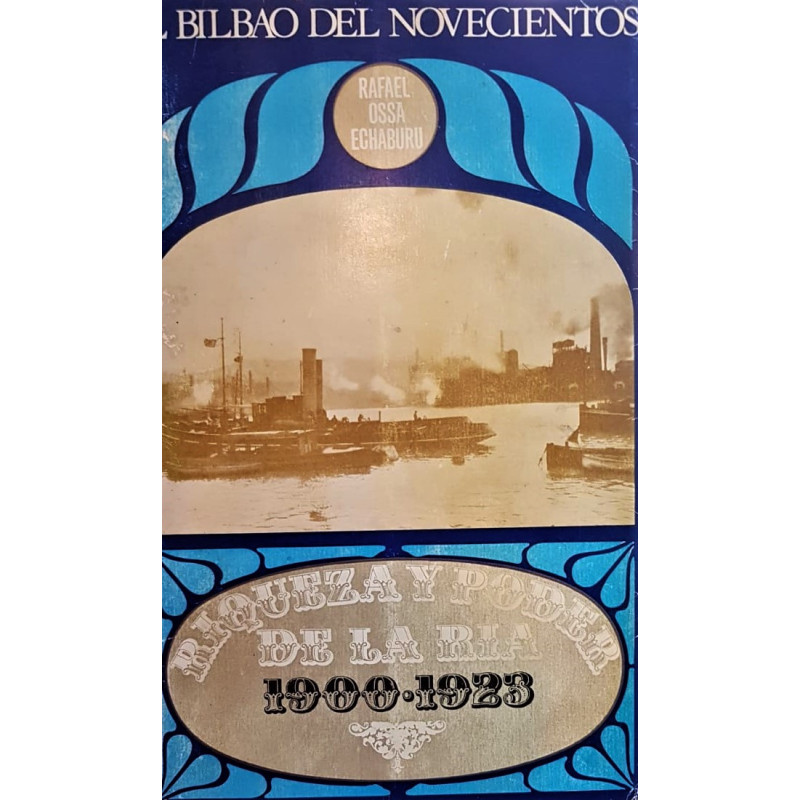 L BILBAO DEL NOVECIENTOS
RAFAEL
OSSA
ECHABURU
RIQUEZA Y PODER
DE LA RIA
1900·1923